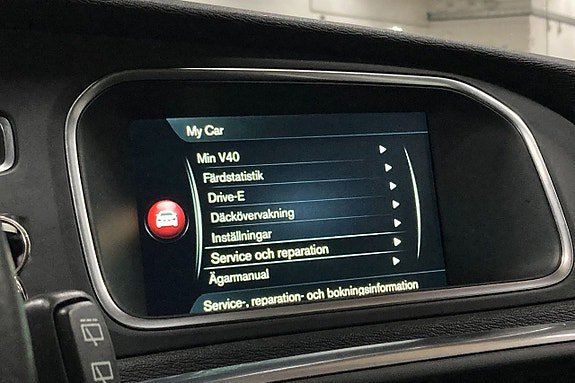 My Car
Min V40
Färdstatistik
Drive-E
Däckövervakning
Inställningar
Service och reparation
Ägarmanual
Service-, reparation- och bokningsinformation